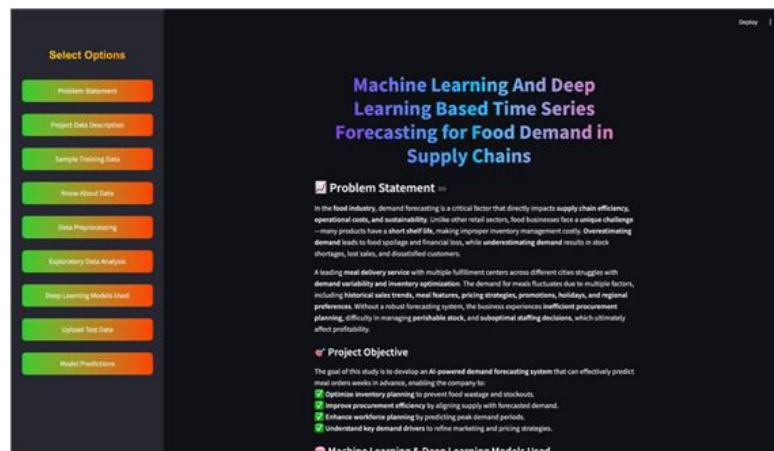 Deploy
Select Options
Problem Statement
Project Data Description
Sample Training Data
Know About Data
Data Preprocessing
Exploratory Data Analysis
Deep Learning Models Used
Upload Test Data
Model Predictions
Machine Learning And Deep
Learning Based Time Series
Forecasting for Food Demand in
Supply Chains
Problem Statement
In the food industry, demand forecasting is a critical factor that directly impacts supply chain efficiency,
operational costs, and sustainability. Unlike other retail sectors, food businesses face a unique challenge
—many products have a short shelf life, making improper inventory management costly. Overestimating
demand leads to food spoilage and financial loss, while underestimating demand results in stock
shortages, lost sales, and dissatisfied customers.
A leading meal delivery service with multiple fulfillment centers across different cities struggles with
demand variability and inventory optimization. The demand for meals fluctuates due to multiple factors,
including historical sales trends, meal features, pricing strategies, promotions, holidays, and regional
preferences. Without a robust forecasting system, the business experiences inefficient procurement
planning, difficulty in managing perishable stock, and suboptimal staffing decisions, which ultimately
affect profitability.
Project Objective
The goal of this study is to develop an AI-powered demand forecasting system that can effectively predict
meal orders weeks in advance, enabling the company to:
✅ Optimize inventory planning to prevent food wastage and stockouts.
✅ Improve procurement efficiency by aligning supply with forecasted demand.
✅ Enhance workforce planning by predicting peak demand periods.
✅ Understand key demand drivers to refine marketing and pricing strategies.
Machine Learning & Deep Learning Models Used